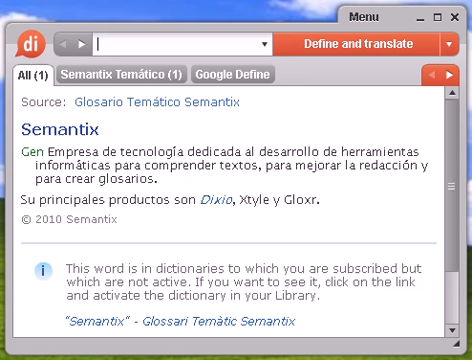 Menu
di
Define and translate
All (1) Semantix Temático (1) Google Define
Source: Glosario Temático Semantix
Semantix
Gen Empresa de tecnología dedicada al desarrollo de herramientas
informáticas para comprender textos, para mejorar la redacción y
para crear glosarios.
Su principales productos son Dixio, Xtyle y Gloxr.
© 2010 Semantix
i
This word is in dictionaries to which you are subscribed but
which are not active. If you want to see it, click on the link
and activate the dictionary in your Library.
"Semantix" - Glossari Temàtic Semantix